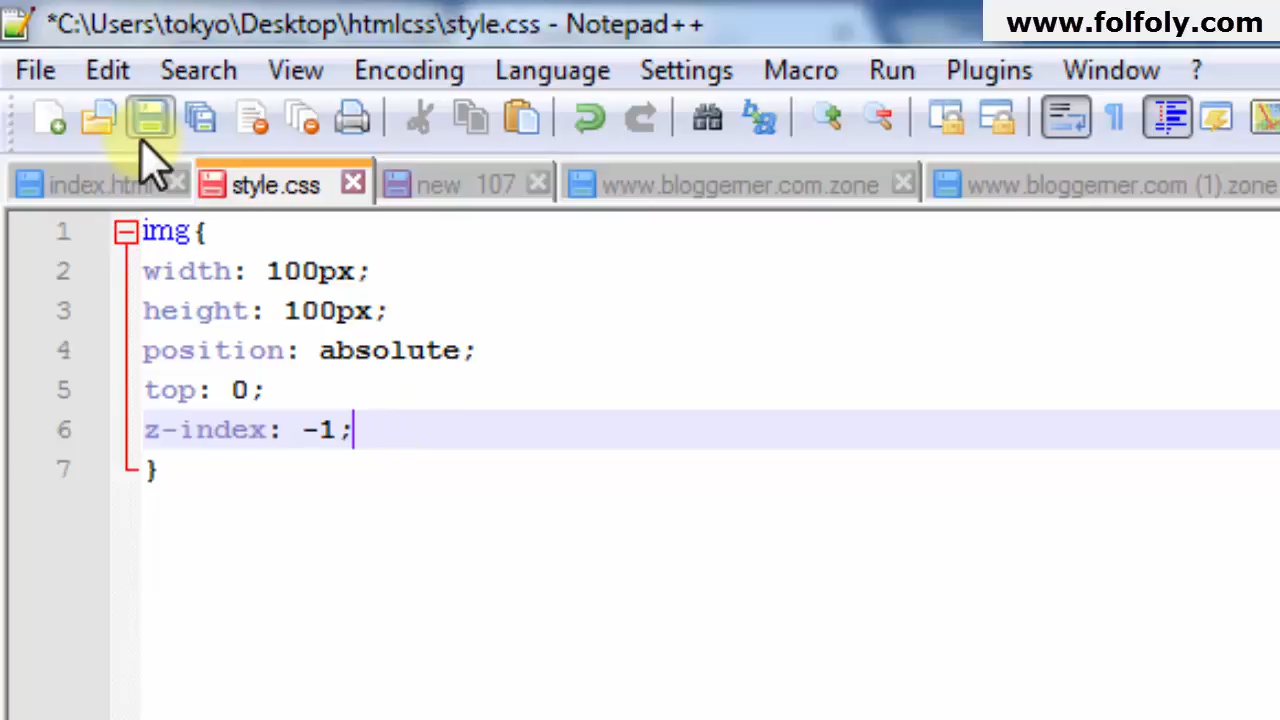 *C:\Users\tokyo\Desktop\htmlcss\style.css - Notepad++
www.folfoly.com
File Edit Search View Encoding Language Settings Macro Run Plugins Window ?
index.html style.css new 107 www.bloggerner.com.zone www.bloggerner.com (1).zone
1 img{
2 width: 100px;
3 height: 100px;
4 position: absolute;
5 top: 0;
6 z-index: -1;
7 }